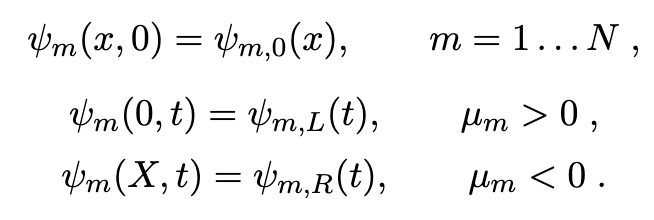 ψ_m(x, 0) = ψ_{m,0}(x),  m = 1 … N ,
ψ_m(0, t) = ψ_{m,L}(t),  μ_m > 0 ,
ψ_m(X, t) = ψ_{m,R}(t),  μ_m < 0 .